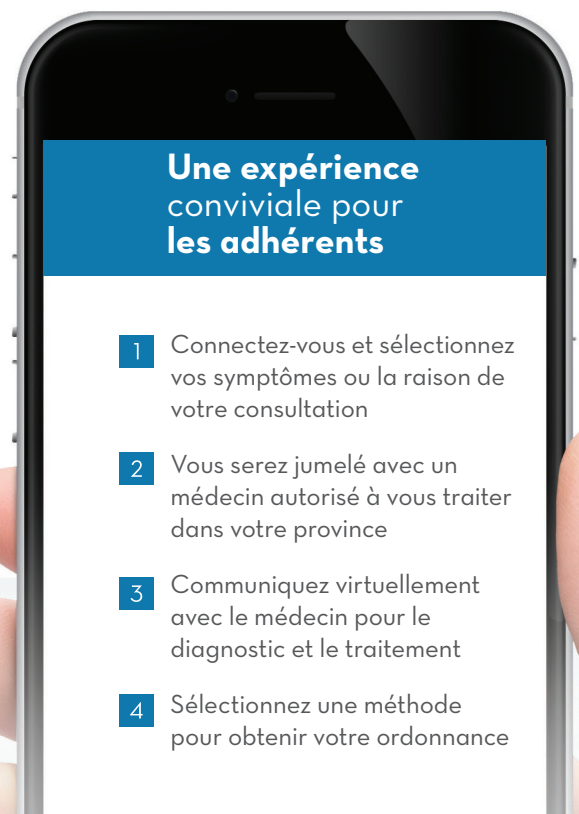 Une expérience
conviviale pour
les adhérents
1 Connectez-vous et sélectionnez
vos symptômes ou la raison de
votre consultation
2 Vous serez jumelé avec un
médecin autorisé à vous traiter
dans votre province
3 Communiquez virtuellement
avec le médecin pour le
diagnostic et le traitement
4 Sélectionnez une méthode
pour obtenir votre ordonnance